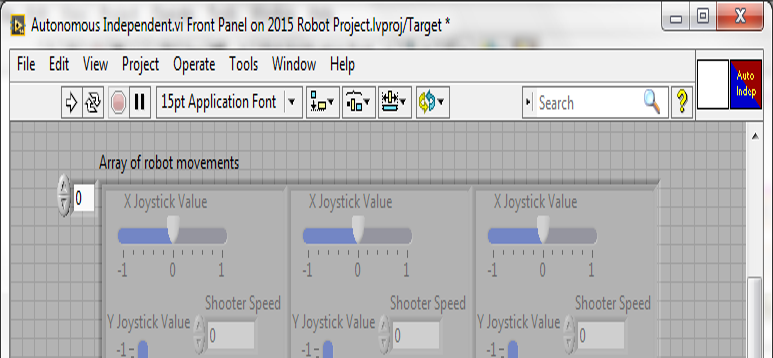 Autonomous Independent.vi Front Panel on 2015 Robot Project.lvproj/Target *
File Edit View Project Operate Tools Window Help
15pt Application Font Search ? Auto Indep
Array of robot movements
0
X Joystick Value X Joystick Value X Joystick Value
-1 0 1 -1 0 1 -1 0 1
Shooter Speed Shooter Speed Shooter Speed
Y Joystick Value 0 Y Joystick Value 0 Y Joystick Value 0
-1 -1 -1